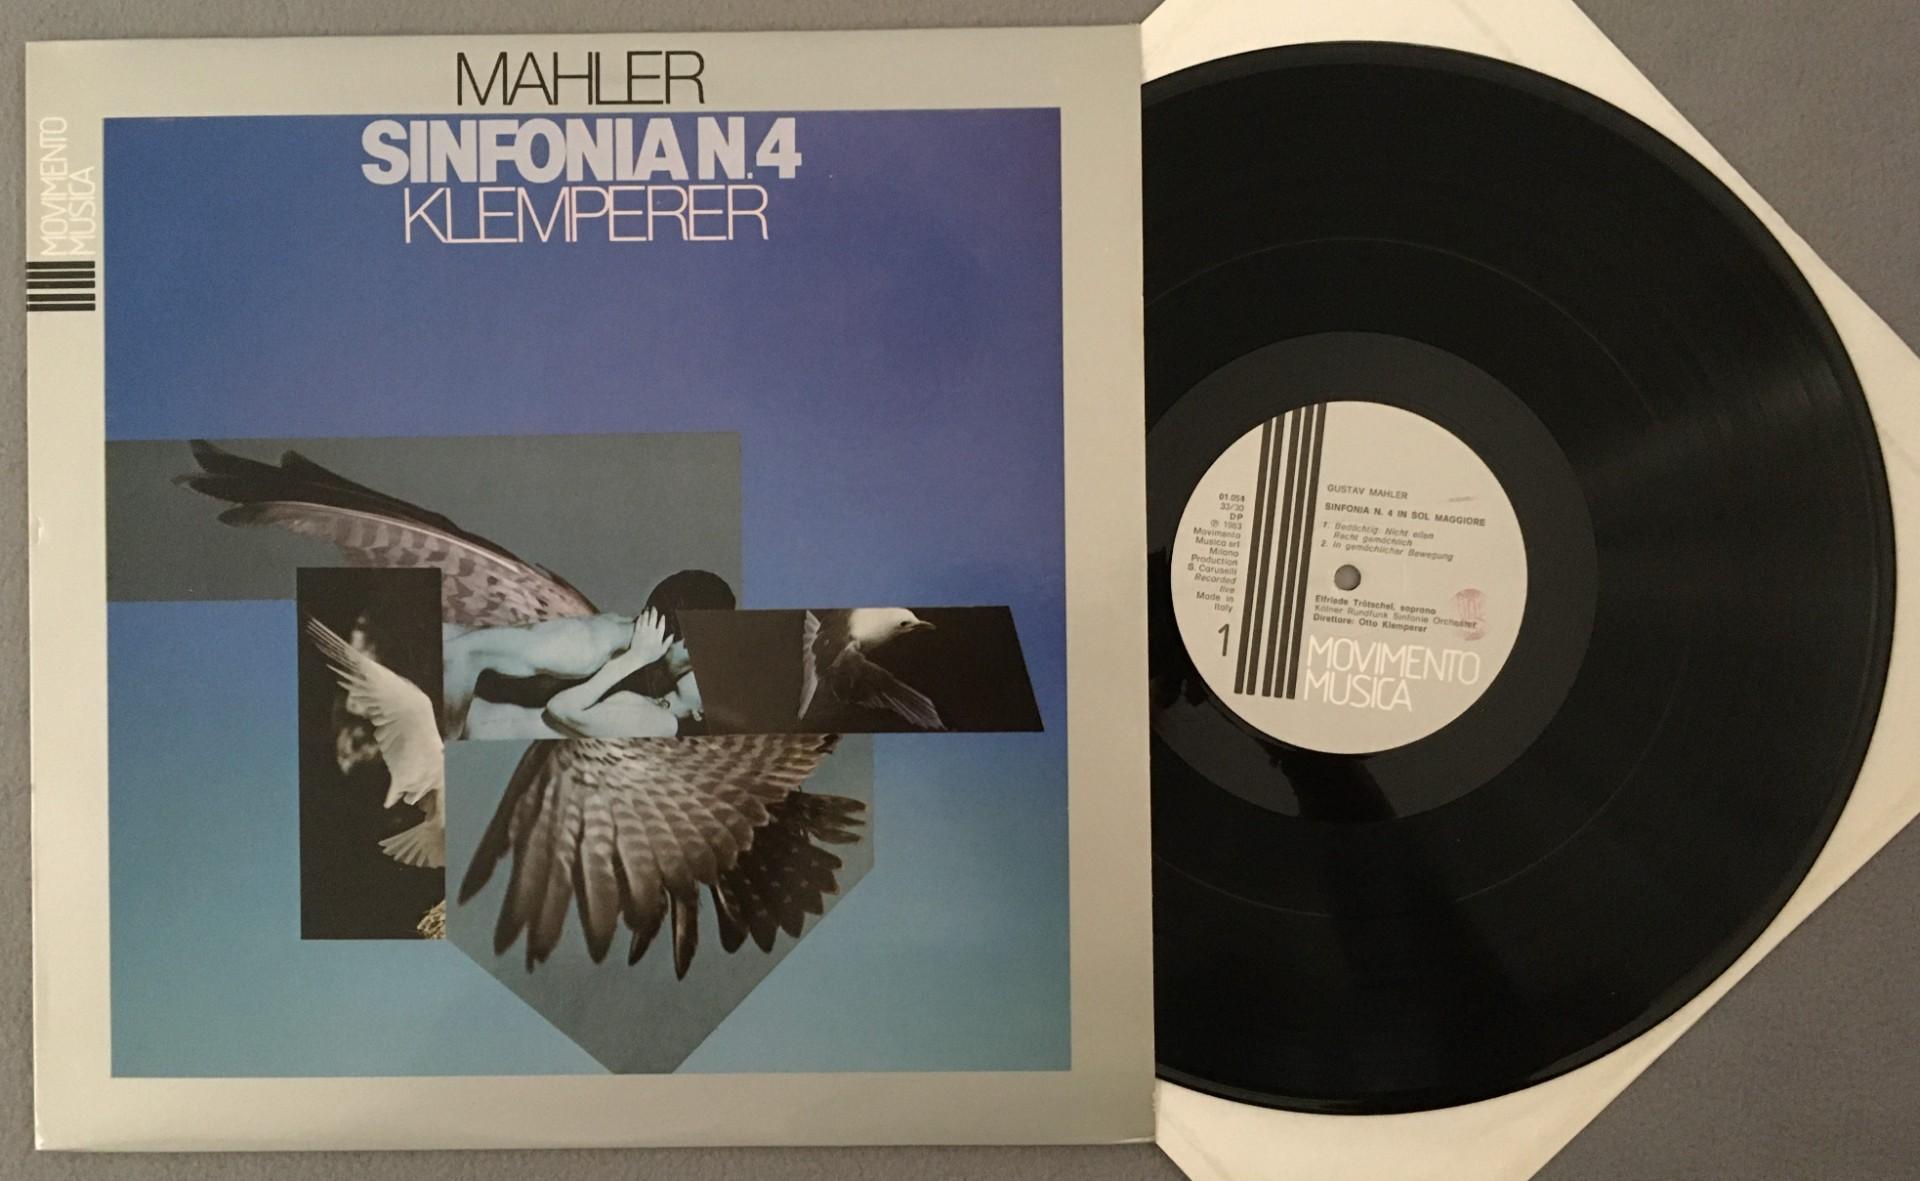 MAHLER
SINFONIA N.4
KLEMPERER
MOVIMENTO
MUSICA
01.054
33/30
DP
℗ 1983
Movimento
Musica srl
Milano
Production
S. Caruselli
Recorded
live
Made in
Italy
1
GUSTAV MAHLER
SINFONIA N. 4 IN SOL MAGGIORE
1. Bedächtig. Nicht eilen
Recht gemächlich
2. In gemächlicher Bewegung
Elfriede Trötschel, soprano
Kölner Rundfunk Sinfonie Orchester
Direttore: Otto Klemperer
MOVIMENTO
MUSICA